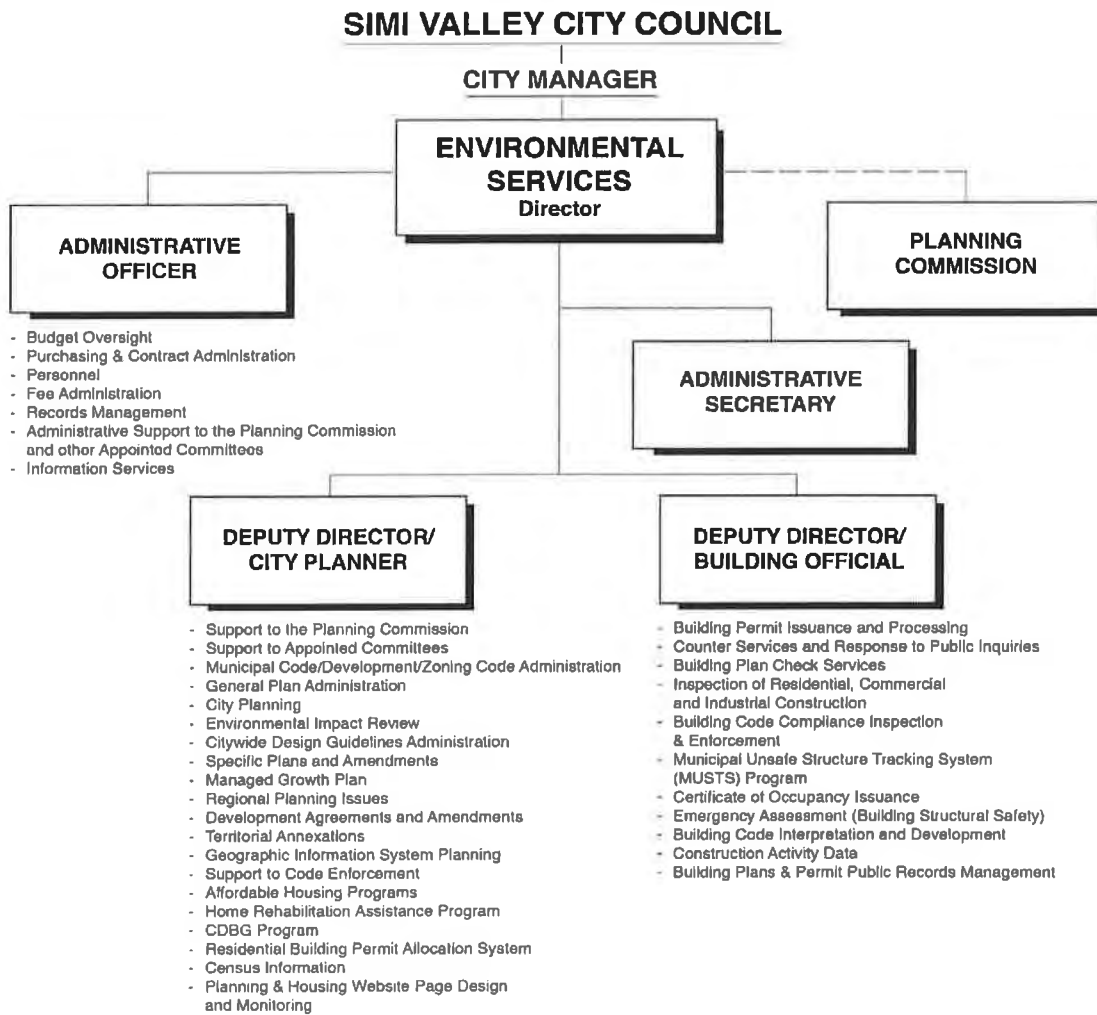 SIMI VALLEY CITY COUNCIL
CITY MANAGER
ENVIRONMENTAL
SERVICES
Director
ADMINISTRATIVE
OFFICER
PLANNING
COMMISSION
- Budget Oversight
- Purchasing & Contract Administration
- Personnel
- Fee Administration
- Records Management
- Administrative Support to the Planning Commission
and other Appointed Committees
- Information Services
ADMINISTRATIVE
SECRETARY
DEPUTY DIRECTOR/
CITY PLANNER
- Support to the Planning Commission
- Support to Appointed Committees
- Municipal Code/Development/Zoning Code Administration
- General Plan Administration
- City Planning
- Environmental Impact Review
- Citywide Design Guidelines Administration
- Specific Plans and Amendments
- Managed Growth Plan
- Regional Planning Issues
- Development Agreements and Amendments
- Territorial Annexations
- Geographic Information System Planning
- Support to Code Enforcement
- Affordable Housing Programs
- Home Rehabilitation Assistance Program
- CDBG Program
- Residential Building Permit Allocation System
- Census Information
- Planning & Housing Website Page Design
and Monitoring
DEPUTY DIRECTOR/
BUILDING OFFICIAL
- Building Permit Issuance and Processing
- Counter Services and Response to Public Inquiries
- Building Plan Check Services
- Inspection of Residential, Commercial
and Industrial Construction
- Building Code Compliance Inspection
& Enforcement
- Municipal Unsafe Structure Tracking System
(MUSTS) Program
- Certificate of Occupancy Issuance
- Emergency Assessment (Building Structural Safety)
- Building Code Interpretation and Development
- Construction Activity Data
- Building Plans & Permit Public Records Management